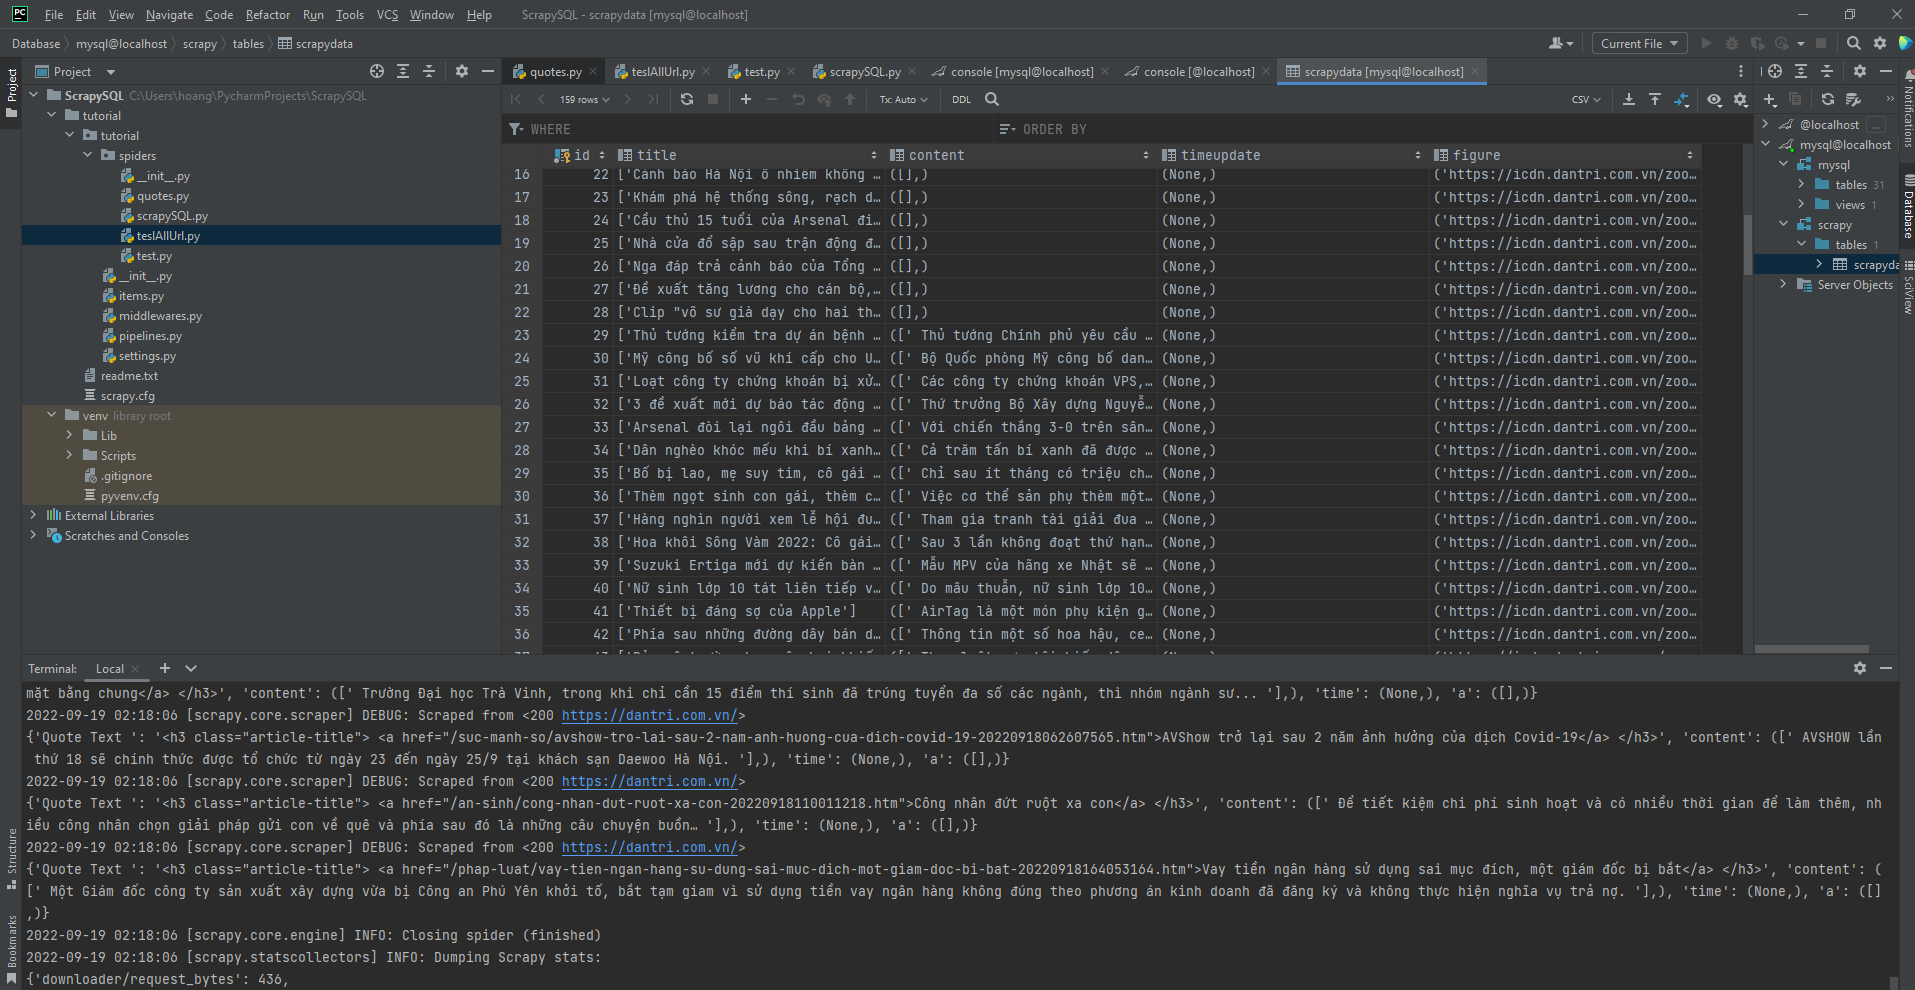 PC File Edit View Navigate Code Refactor Run Tools VCS Window Help ScrapySQL - scrapydata [mysql@localhost]
Database mysql@localhost scrapy tables scrapydata Current File
Project
Project
quotes.py teslAllUrl.py test.py scrapySQL.py console [mysql@localhost] console [@localhost] scrapydata [mysql@localhost]
159 rows Tx: Auto DDL CSV
WHERE ORDER BY
ScrapySQL C:\Users\hoang\PycharmProjects\ScrapySQL
tutorial
tutorial
spiders
__init__.py
quotes.py
scrapySQL.py
teslAllUrl.py
test.py
__init__.py
items.py
middlewares.py
pipelines.py
settings.py
readme.txt
scrapy.cfg
venv library root
Lib
Scripts
.gitignore
pyvenv.cfg
External Libraries
Scratches and Consoles
id title content timeupdate figure
16 22 ['Cảnh báo Hà Nội ô nhiễm không … ([],) (None,) ('https://icdn.dantri.com.vn/zoo…
17 23 ['Khám phá hệ thống sông, rạch d… ([],) (None,) ('https://icdn.dantri.com.vn/zoo…
18 24 ['Cầu thủ 15 tuổi của Arsenal đi… ([],) (None,) ('https://icdn.dantri.com.vn/zoo…
19 25 ['Nhà cửa đổ sập sau trận động đ… ([],) (None,) ('https://icdn.dantri.com.vn/zoo…
20 26 ['Nga đáp trả cảnh báo của Tổng … ([],) (None,) ('https://icdn.dantri.com.vn/zoo…
21 27 ['Đề xuất tăng lương cho cán bộ,… ([],) (None,) ('https://icdn.dantri.com.vn/zoo…
22 28 ['Clip "võ sư già dạy cho hai th… ([],) (None,) ('https://icdn.dantri.com.vn/zoo…
23 29 ['Thủ tướng kiểm tra dự án bệnh … ([' Thủ tướng Chính phủ yêu cầu … (None,) ('https://icdn.dantri.com.vn/zoo…
24 30 ['Mỹ công bố số vũ khí cấp cho U… ([' Bộ Quốc phòng Mỹ công bố dan… (None,) ('https://icdn.dantri.com.vn/zoo…
25 31 ['Loạt công ty chứng khoán bị xử… ([' Các công ty chứng khoán VPS,… (None,) ('https://icdn.dantri.com.vn/zoo…
26 32 ['3 đề xuất mới dự báo tác động … ([' Thứ trưởng Bộ Xây dựng Nguyễ… (None,) ('https://icdn.dantri.com.vn/zoo…
27 33 ['Arsenal đòi lại ngôi đầu bảng … ([' Với chiến thắng 3-0 trên sân… (None,) ('https://icdn.dantri.com.vn/zoo…
28 34 ['Dân nghèo khóc mếu khi bí xanh… ([' Cả trăm tấn bí xanh đã được … (None,) ('https://icdn.dantri.com.vn/zoo…
29 35 ['Bố bị lao, mẹ suy tim, cô gái … ([' Chỉ sau ít tháng có triệu ch… (None,) ('https://icdn.dantri.com.vn/zoo…
30 36 ['Thèm ngọt sinh con gái, thèm c… ([' Việc cơ thể sản phụ thèm một… (None,) ('https://icdn.dantri.com.vn/zoo…
31 37 ['Hàng nghìn người xem lễ hội đu… ([' Tham gia tranh tài giải đua … (None,) ('https://icdn.dantri.com.vn/zoo…
32 38 ['Hoa khôi Sông Vàm 2022: Cô gái… ([' Sau 3 lần không đoạt thứ hạn… (None,) ('https://icdn.dantri.com.vn/zoo…
33 39 ['Suzuki Ertiga mới dự kiến bàn … ([' Mẫu MPV của hãng xe Nhật sẽ … (None,) ('https://icdn.dantri.com.vn/zoo…
34 40 ['Nữ sinh lớp 10 tát liên tiếp v… ([' Do mâu thuẫn, nữ sinh lớp 10… (None,) ('https://icdn.dantri.com.vn/zoo…
35 41 ['Thiết bị đáng sợ của Apple'] ([' AirTag là một món phụ kiện g… (None,) ('https://icdn.dantri.com.vn/zoo…
36 42 ['Phía sau những đường dây bán d… ([' Thông tin một số hoa hậu, ce… (None,) ('https://icdn.dantri.com.vn/zoo…
@localhost ...
mysql@localhost
mysql
tables 31
views 1
scrapy
tables 1
scrapyda
Server Objects
Notifications
Database
SciView
Structure
Bookmarks
Terminal: Local
mặt bằng chung</a> </h3>', 'content': ([' Trường Đại học Trà Vinh, trong khi chỉ cần 15 điểm thí sinh đã trúng tuyển đa số các ngành, thì nhóm ngành sư... '],), 'time': (None,), 'a': ([],)}
2022-09-19 02:18:06 [scrapy.core.scraper] DEBUG: Scraped from <200 https://dantri.com.vn/>
{'Quote Text ': '<h3 class="article-title"> <a href="/suc-manh-so/avshow-tro-lai-sau-2-nam-anh-huong-cua-dich-covid-19-20220918062607565.htm">AVShow trở lại sau 2 năm ảnh hưởng của dịch Covid-19</a> </h3>', 'content': ([' AVSHOW lần
thứ 18 sẽ chính thức được tổ chức từ ngày 23 đến ngày 25/9 tại khách sạn Daewoo Hà Nội. '],), 'time': (None,), 'a': ([],)}
2022-09-19 02:18:06 [scrapy.core.scraper] DEBUG: Scraped from <200 https://dantri.com.vn/>
{'Quote Text ': '<h3 class="article-title"> <a href="/an-sinh/cong-nhan-dut-ruot-xa-con-20220918110011218.htm">Công nhân đứt ruột xa con</a> </h3>', 'content': ([' Để tiết kiệm chi phí sinh hoạt và có nhiều thời gian để làm thêm, nh
iều công nhân chọn giải pháp gửi con về quê và phía sau đó là những câu chuyện buồn… '],), 'time': (None,), 'a': ([],)}
2022-09-19 02:18:06 [scrapy.core.scraper] DEBUG: Scraped from <200 https://dantri.com.vn/>
{'Quote Text ': '<h3 class="article-title"> <a href="/phap-luat/vay-tien-ngan-hang-su-dung-sai-muc-dich-mot-giam-doc-bi-bat-20220918164053164.htm">Vay tiền ngân hàng sử dụng sai mục đích, một giám đốc bị bắt</a> </h3>', 'content': (
[' Một Giám đốc công ty sản xuất xây dựng vừa bị Công an Phú Yên khởi tố, bắt tạm giam vì sử dụng tiền vay ngân hàng không đúng theo phương án kinh doanh đã đăng ký và không thực hiện nghĩa vụ trả nợ. '],), 'time': (None,), 'a': ([]
,)}
2022-09-19 02:18:06 [scrapy.core.engine] INFO: Closing spider (finished)
2022-09-19 02:18:06 [scrapy.statscollectors] INFO: Dumping Scrapy stats:
{'downloader/request_bytes': 436,